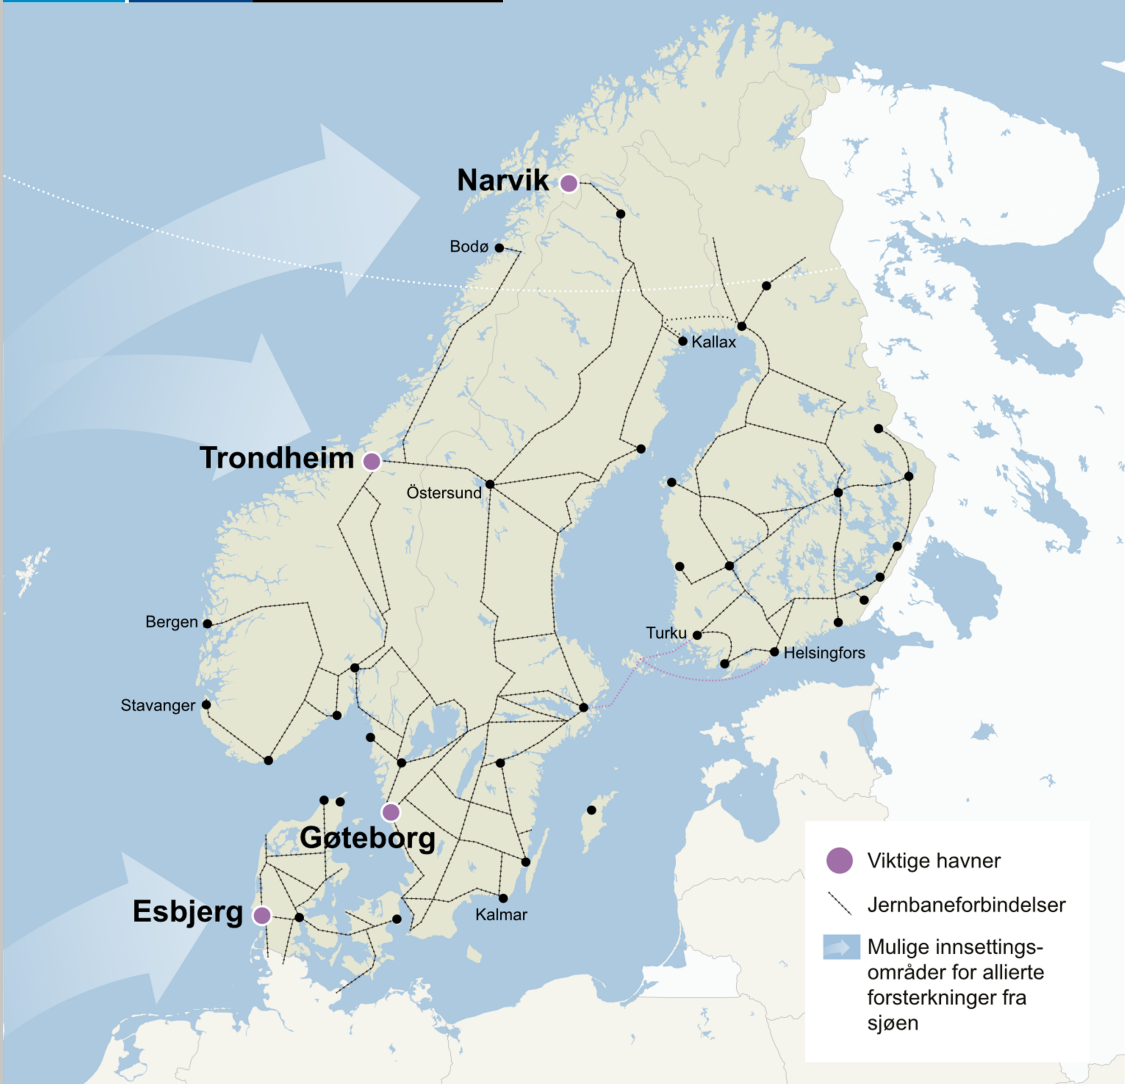 Narvik
Bodø
Kallax
Trondheim
Östersund
Bergen
Turku
Helsingfors
Stavanger
Gøteborg
Esbjerg
Kalmar
Viktige havner
Jernbaneforbindelser
Mulige innsettings-
områder for allierte
forsterkninger fra
sjøen